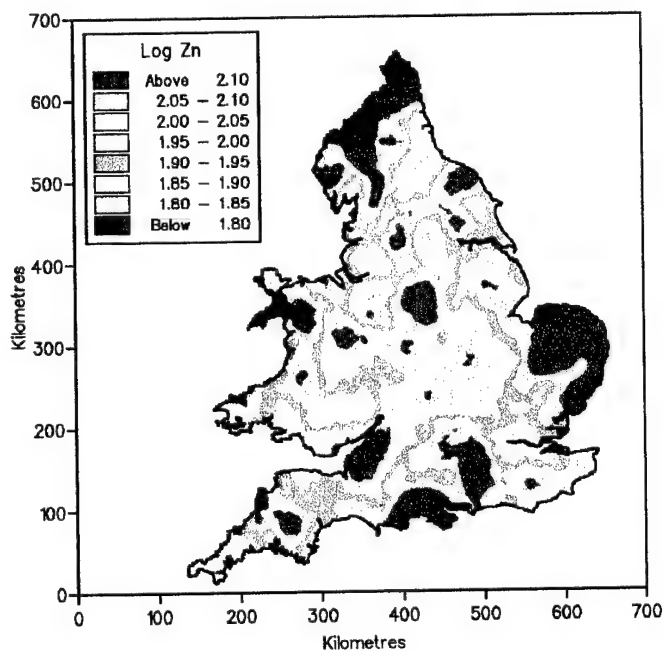 700
Log Zn
Above 2.10
2.05 – 2.10
2.00 – 2.05
1.95 – 2.00
1.90 – 1.95
1.85 – 1.90
1.80 – 1.85
Below 1.80
600
500
400
300
200
100
0
Kilometres
0 100 200 300 400 500 600 700
Kilometres